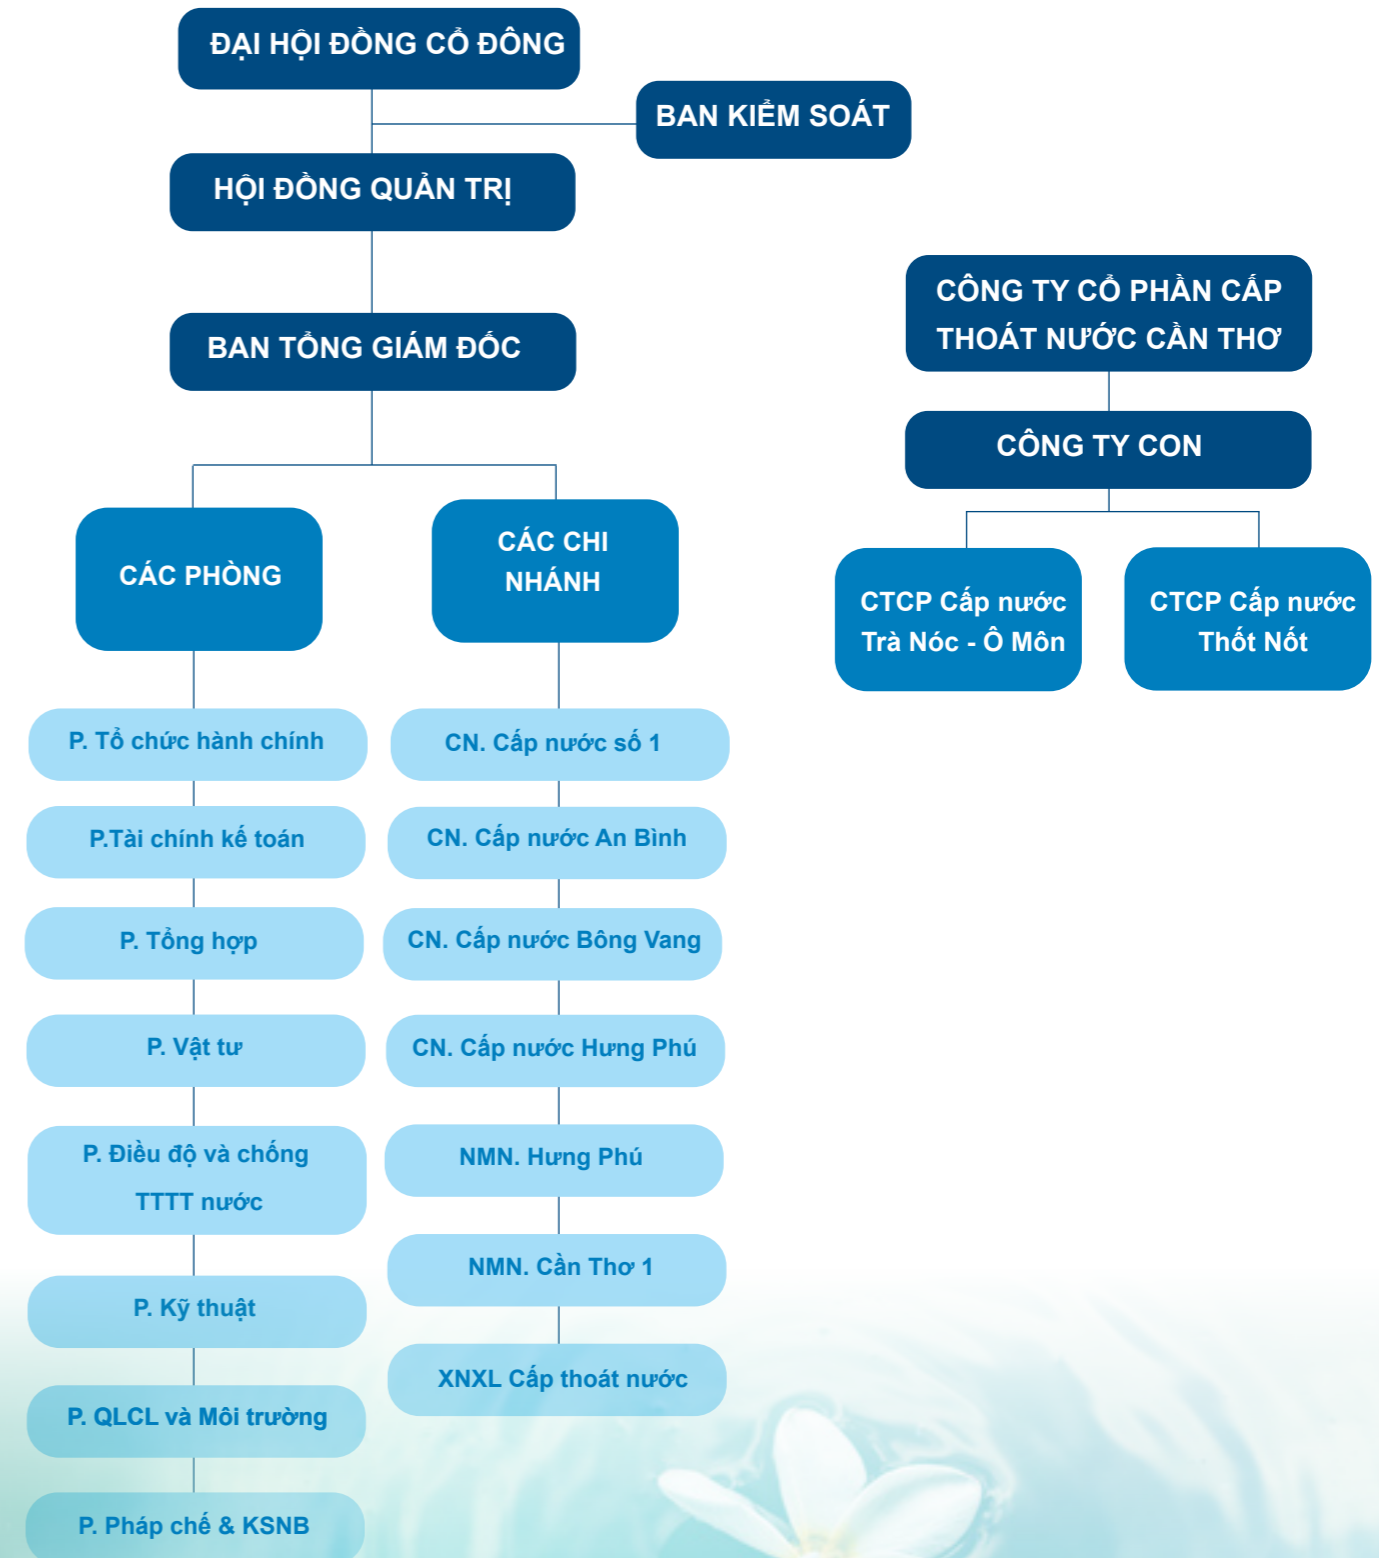 ĐẠI HỘI ĐỒNG CỔ ĐÔNG
BAN KIỂM SOÁT
HỘI ĐỒNG QUẢN TRỊ
BAN TỔNG GIÁM ĐỐC
CÁC PHÒNG
CÁC CHI
NHÁNH
P. Tổ chức hành chính
P.Tài chính kế toán
P. Tổng hợp
P. Vật tư
P. Điều độ và chống
TTTT nước
P. Kỹ thuật
P. QLCL và Môi trường
P. Pháp chế & KSNB
CN. Cấp nước số 1
CN. Cấp nước An Bình
CN. Cấp nước Bông Vang
CN. Cấp nước Hưng Phú
NMN. Hưng Phú
NMN. Cần Thơ 1
XNXL Cấp thoát nước
CÔNG TY CỔ PHẦN CẤP
THOÁT NƯỚC CẦN THƠ
CÔNG TY CON
CTCP Cấp nước
Trà Nóc - Ô Môn
CTCP Cấp nước
Thốt Nốt